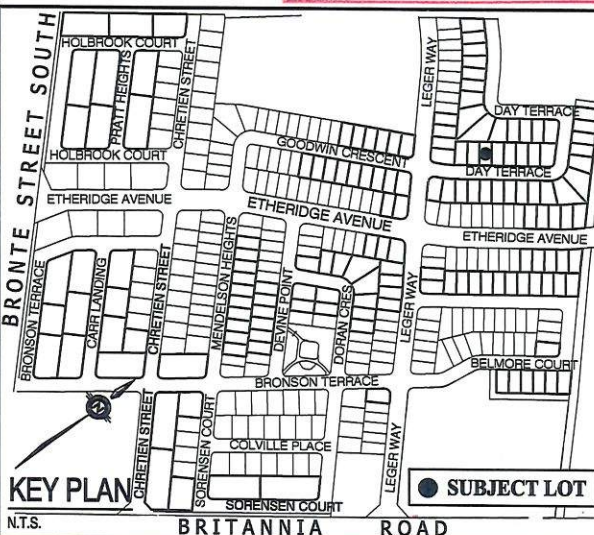 HOLBROOK COURT
PRATT HEIGHTS
CHRETIEN STREET
LEGER WAY
DAY TERRACE
GOODWIN CRESCENT
HOLBROOK COURT
DAY TERRACE
ETHERIDGE AVENUE
ETHERIDGE AVENUE
ETHERIDGE AVENUE
BRONTE STREET SOUTH
BRONSON TERRACE
CARR LANDING
CHRETIEN STREET
MENDELSON HEIGHTS
DEVINE POINT
DORAN CRES
LEGER WAY
BELMORE COURT
BRONSON TERRACE
N
CHRETIEN STREET
SORENSEN COURT
COLVILLE PLACE
LEGER WAY
KEY PLAN
SUBJECT LOT
SORENSEN COURT
N.T.S.
BRITANNIA ROAD